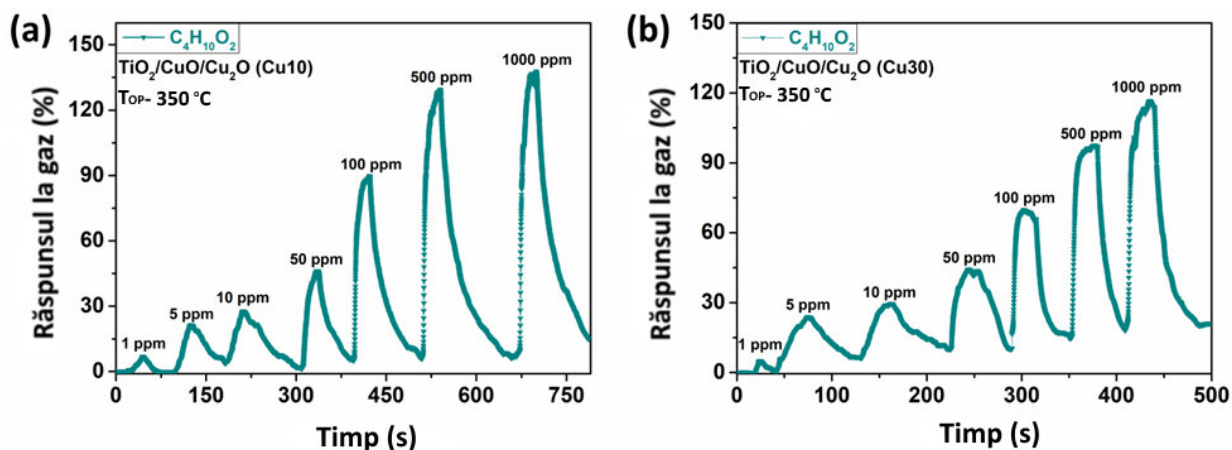 (a)
Răspunsul la gaz (%)
150
120
90
60
30
0
C₄H₁₀O₂
TiO₂/CuO/Cu₂O (Cu10)
TOP- 350 °C
1 ppm
5 ppm
10 ppm
50 ppm
100 ppm
500 ppm
1000 ppm
0 150 300 450 600 750
Timp (s)
(b)
Răspunsul la gaz (%)
150
120
90
60
30
0
C₄H₁₀O₂
TiO₂/CuO/Cu₂O (Cu30)
TOP- 350 °C
1 ppm
5 ppm
10 ppm
50 ppm
100 ppm
500 ppm
1000 ppm
0 100 200 300 400 500
Timp (s)